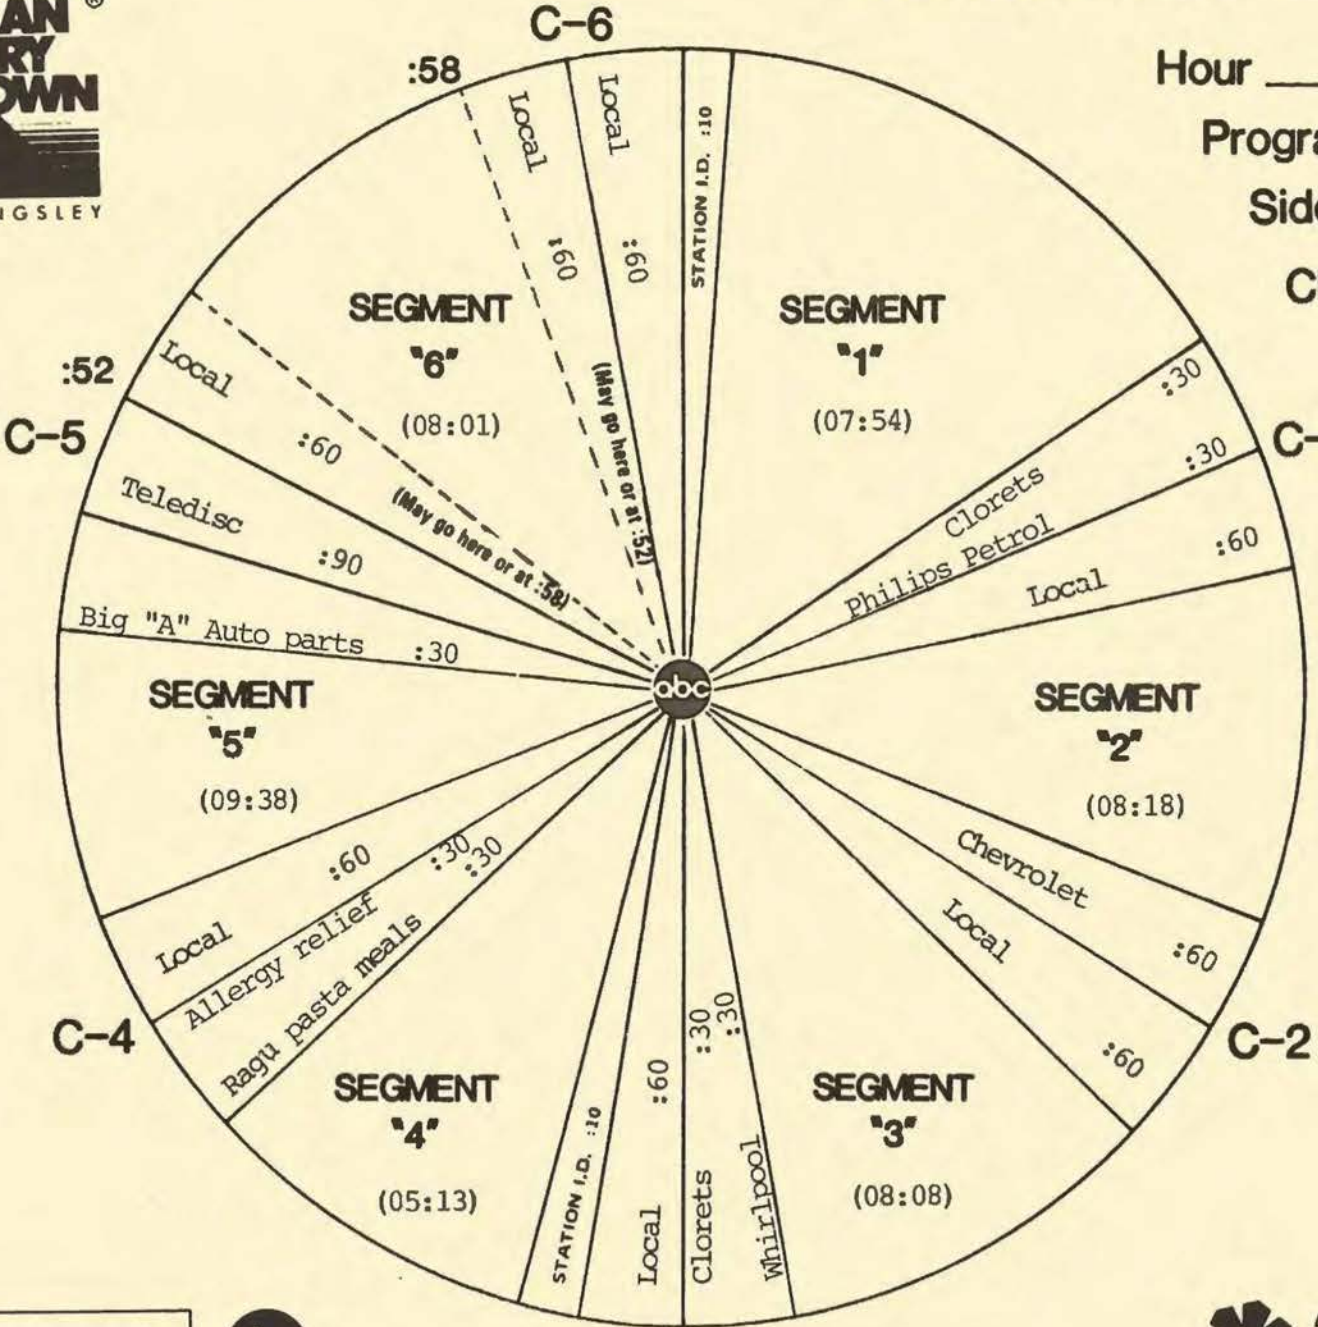 C-6
:58
Hour
Local
:60
Local
:60
(May go here or at :52)
STATION I.D. :10
SEGMENT
"1"
(07:54)
Clorets :30
Philips Petrol :30
Local :60
SEGMENT
"2"
(08:18)
Chevrolet :60
Local :60
C-2
SEGMENT
"3"
(08:08)
Whirlpool :30
Clorets :30
Local :60
STATION I.D. :10
SEGMENT
"4"
(05:13)
Ragu pasta meals :30
Allergy relief :30
Local :60
C-4
SEGMENT
"5"
(09:38)
Big "A" Auto parts :30
Teledisc :90
C-5
:52
Local :60
(May go here or at :58)
SEGMENT
"6"
(08:01)
abc